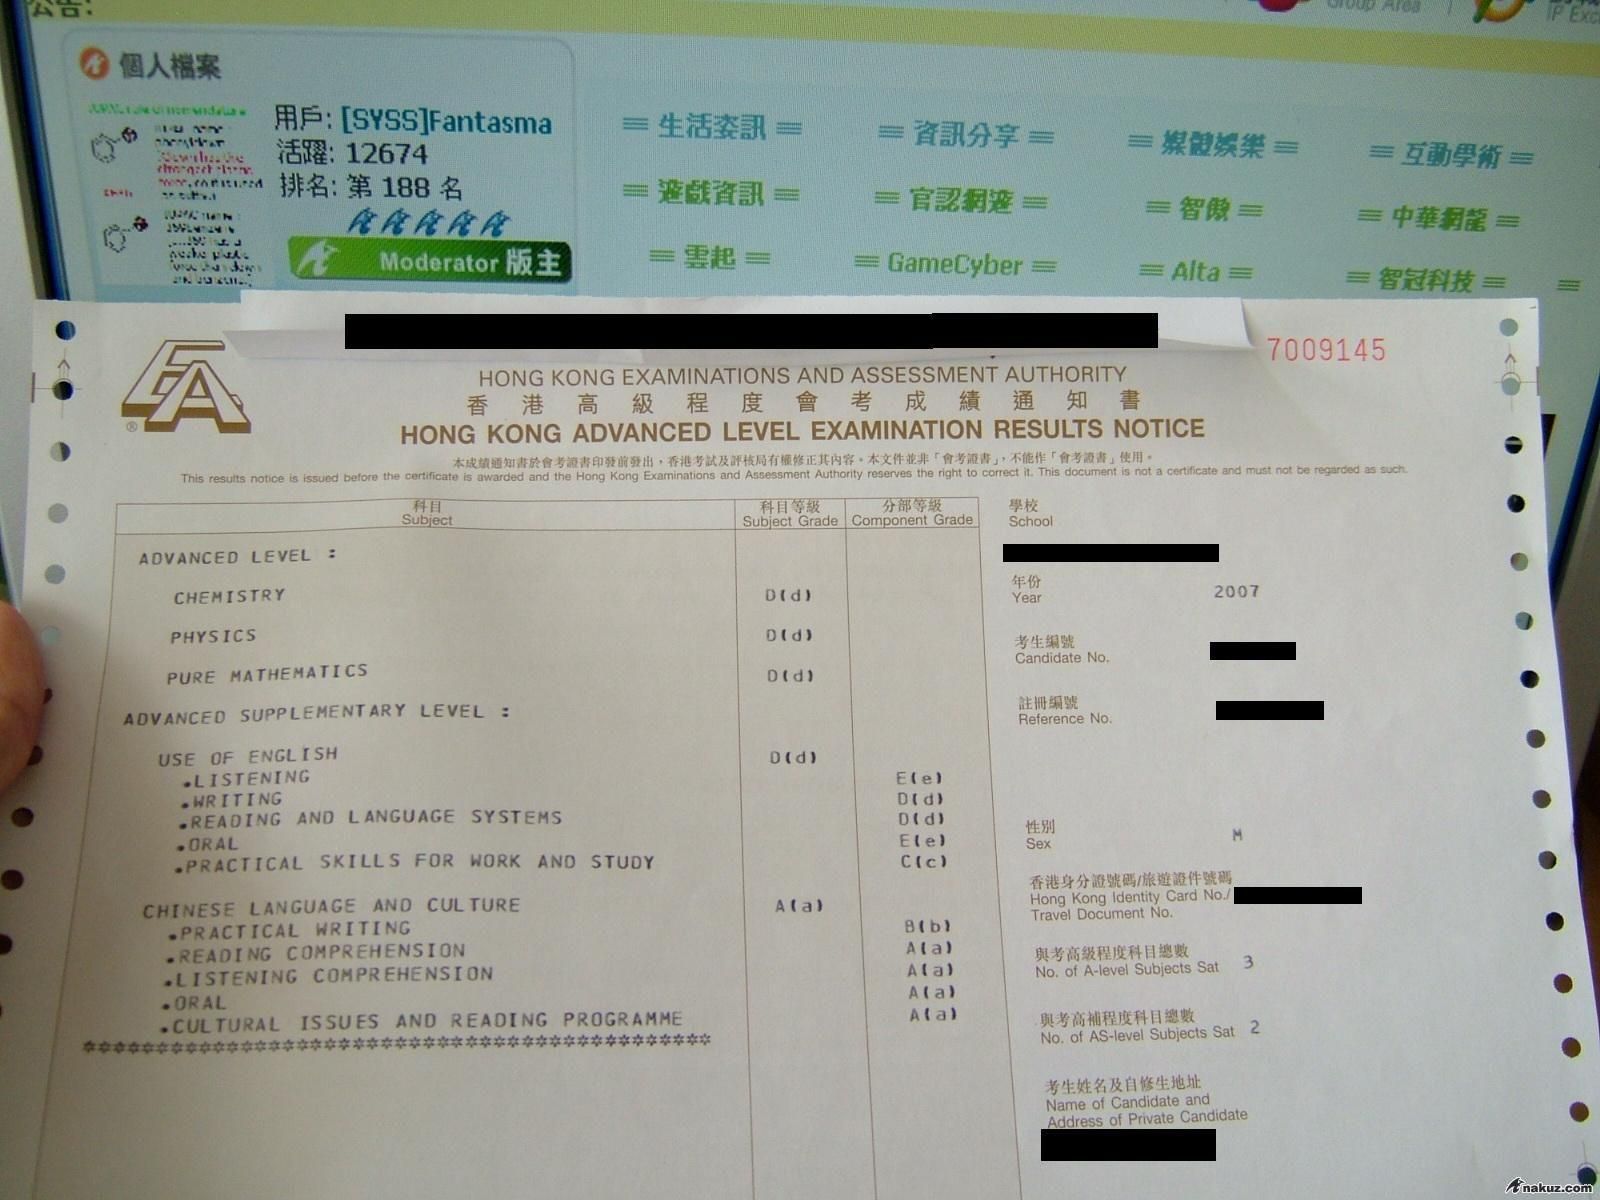 公告:
Group Area
個人檔案
用戶: [SYSS]Fantasma
活躍: 12674
排名: 第 188 名
Moderator 版主
生活姿訊
資訊分享
媒體娛樂
互動學術
遊戲資訊
官認網遊
智傲
中華網龍
雲起
GameCyber
Alta
智冠科技
7009145
EA
®
HONG KONG EXAMINATIONS AND ASSESSMENT AUTHORITY
香港高級程度會考成績通知書
HONG KONG ADVANCED LEVEL EXAMINATION RESULTS NOTICE
本成績通知書於會考證書印發前發出，香港考試及評核局有權修正其內容。本文件並非「會考證書」，不能作「會考證書」使用。
This results notice is issued before the certificate is awarded and the Hong Kong Examinations and Assessment Authority reserves the right to correct it. This document is not a certificate and must not be regarded as such.
科目 科目等級 分部等級
Subject Subject Grade Component Grade
ADVANCED LEVEL :
CHEMISTRY D(d)
PHYSICS D(d)
PURE MATHEMATICS D(d)
ADVANCED SUPPLEMENTARY LEVEL :
USE OF ENGLISH D(d)
.LISTENING E(e)
.WRITING D(d)
.READING AND LANGUAGE SYSTEMS D(d)
.ORAL E(e)
.PRACTICAL SKILLS FOR WORK AND STUDY C(c)
CHINESE LANGUAGE AND CULTURE A(a)
.PRACTICAL WRITING B(b)
.READING COMPREHENSION A(a)
.LISTENING COMPREHENSION A(a)
.ORAL A(a)
.CULTURAL ISSUES AND READING PROGRAMME A(a)
學校
School
年份
Year 2007
考生編號
Candidate No.
註冊編號
Reference No.
性別
Sex M
香港身分證號碼/旅遊證件號碼
Hong Kong Identity Card No./
Travel Document No.
與考高級程度科目總數
No. of A-level Subjects Sat 3
與考高補程度科目總數
No. of AS-level Subjects Sat 2
考生姓名及自修生地址
Name of Candidate and
Address of Private Candidate
nakuz.com